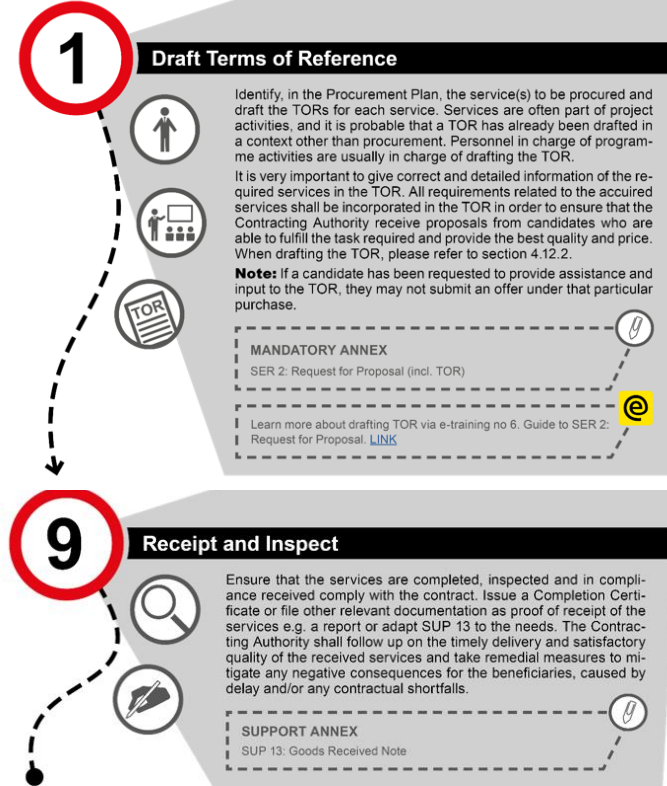 1
Draft Terms of Reference
Identify, in the Procurement Plan, the service(s) to be procured and
draft the TORs for each service. Services are often part of project
activities, and it is probable that a TOR has already been drafted in
a context other than procurement. Personnel in charge of program-
me activities are usually in charge of drafting the TOR.
It is very important to give correct and detailed information of the re-
quired services in the TOR. All requirements related to the accuired
services shall be incorporated in the TOR in order to ensure that the
Contracting Authority receive proposals from candidates who are
able to fulfill the task required and provide the best quality and price.
When drafting the TOR, please refer to section 4.12.2.
Note: If a candidate has been requested to provide assistance and
input to the TOR, they may not submit an offer under that particular
purchase.
TOR
MANDATORY ANNEX
SER 2: Request for Proposal (incl. TOR)
Learn more about drafting TOR via e-training no 6. Guide to SER 2:
Request for Proposal. LINK
9
Receipt and Inspect
Ensure that the services are completed, inspected and in compli-
ance received comply with the contract. Issue a Completion Certi-
ficate or file other relevant documentation as proof of receipt of the
services e.g. a report or adapt SUP 13 to the needs. The Contrac-
ting Authority shall follow up on the timely delivery and satisfactory
quality of the received services and take remedial measures to mi-
tigate any negative consequences for the beneficiaries, caused by
delay and/or any contractual shortfalls.
SUPPORT ANNEX
SUP 13: Goods Received Note